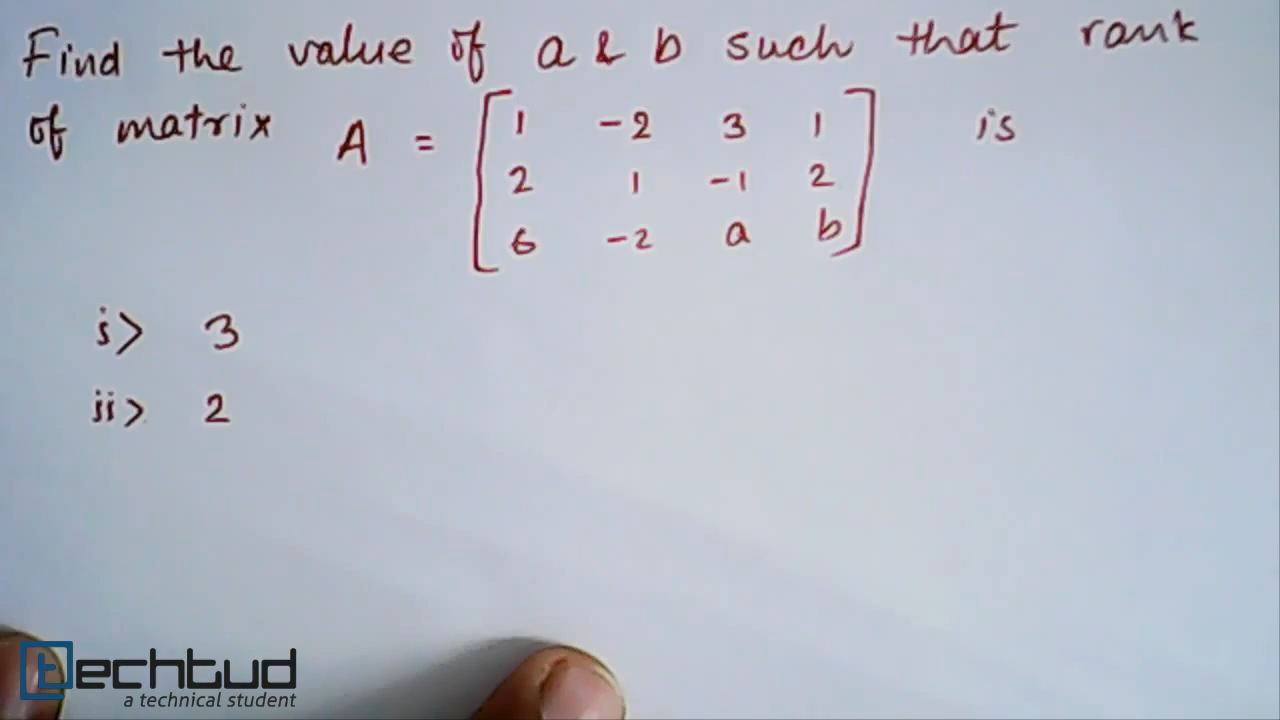 Find the value of a & b such that rank
of matrix A = [ 1 -2 3 1 ] is
2 1 -1 2
6 -2 a b
i> 3
ii> 2
techtud
a technical student